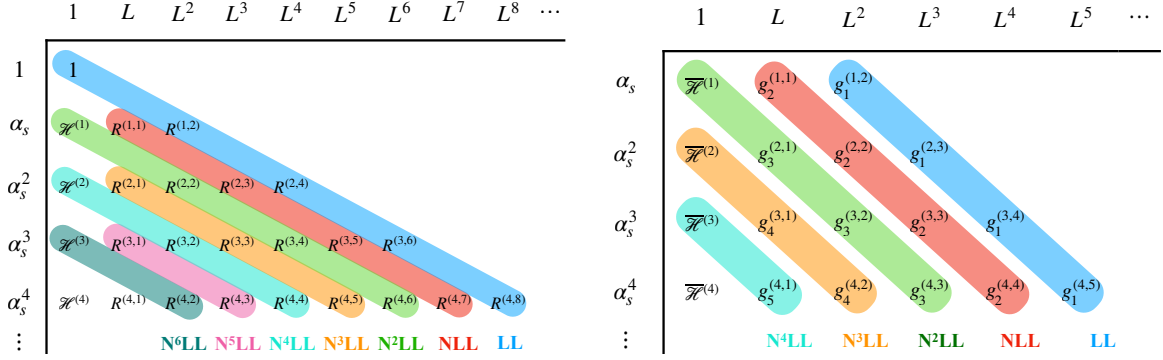 1 L L² L³ L⁴ L⁵ L⁶ L⁷ L⁸ ⋯
1 1
αₛ ℋ⁽¹⁾ R⁽¹,¹⁾ R⁽¹,²⁾
αₛ² ℋ⁽²⁾ R⁽²,¹⁾ R⁽²,²⁾ R⁽²,³⁾ R⁽²,⁴⁾
αₛ³ ℋ⁽³⁾ R⁽³,¹⁾ R⁽³,²⁾ R⁽³,³⁾ R⁽³,⁴⁾ R⁽³,⁵⁾ R⁽³,⁶⁾
αₛ⁴ ℋ⁽⁴⁾ R⁽⁴,¹⁾ R⁽⁴,²⁾ R⁽⁴,³⁾ R⁽⁴,⁴⁾ R⁽⁴,⁵⁾ R⁽⁴,⁶⁾ R⁽⁴,⁷⁾ R⁽⁴,⁸⁾
⋮ N⁶LL N⁵LL N⁴LL N³LL N²LL NLL LL
1 L L² L³ L⁴ L⁵ ⋯
αₛ ℋ̅⁽¹⁾ g₂⁽¹,¹⁾ g₁⁽¹,²⁾
αₛ² ℋ̅⁽²⁾ g₃⁽²,¹⁾ g₂⁽²,²⁾ g₁⁽²,³⁾
αₛ³ ℋ̅⁽³⁾ g₄⁽³,¹⁾ g₃⁽³,²⁾ g₂⁽³,³⁾ g₁⁽³,⁴⁾
αₛ⁴ ℋ̅⁽⁴⁾ g₅⁽⁴,¹⁾ g₄⁽⁴,²⁾ g₃⁽⁴,³⁾ g₂⁽⁴,⁴⁾ g₁⁽⁴,⁵⁾
⋮ N⁴LL N³LL N²LL NLL LL